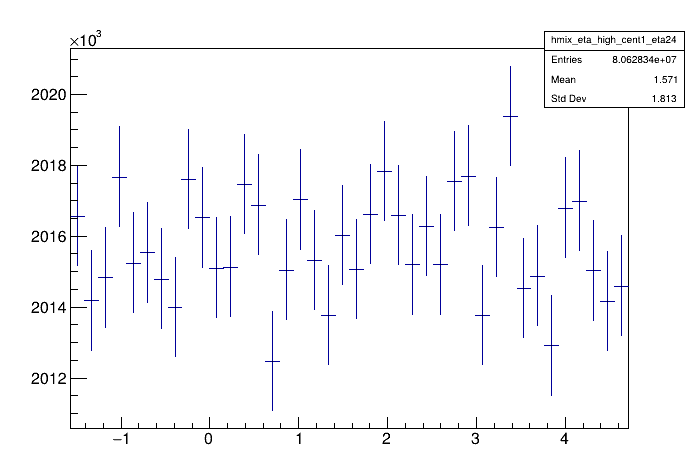 ×10³
hmix_eta_high_cent1_eta24
Entries 8.062834e+07
Mean 1.571
Std Dev 1.813
2020
2018
2016
2014
2012
−1 0 1 2 3 4